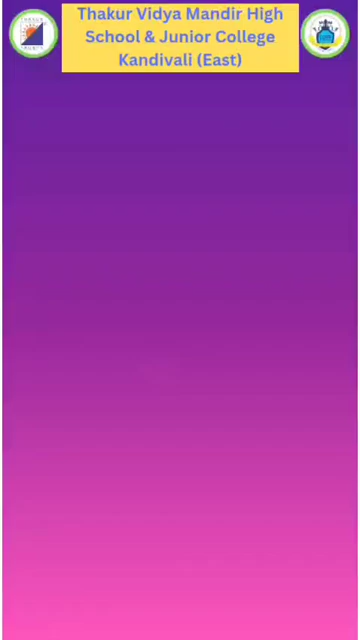 Thakur Vidya Mandir High
School & Junior College
Kandivali (East)